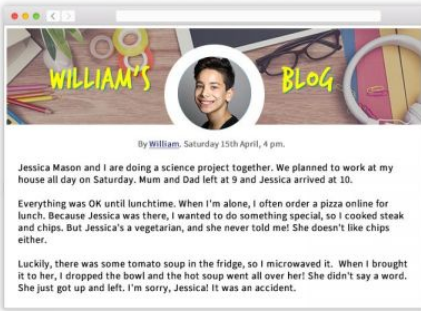 WILLIAM'S BLOG
By William. Saturday 15th April, 4 pm.
Jessica Mason and I are doing a science project together. We planned to work at my
house all day on Saturday. Mum and Dad left at 9 and Jessica arrived at 10.
Everything was OK until lunchtime. When I'm alone, I often order a pizza online for
lunch. Because Jessica was there, I wanted to do something special, so I cooked steak
and chips. But Jessica's a vegetarian, and she never told me! She doesn't like chips
either.
Luckily, there was some tomato soup in the fridge, so I microwaved it. When I brought
it to her, I dropped the bowl and the hot soup went all over her! She didn't say a word.
She just got up and left. I'm sorry, Jessica! It was an accident.